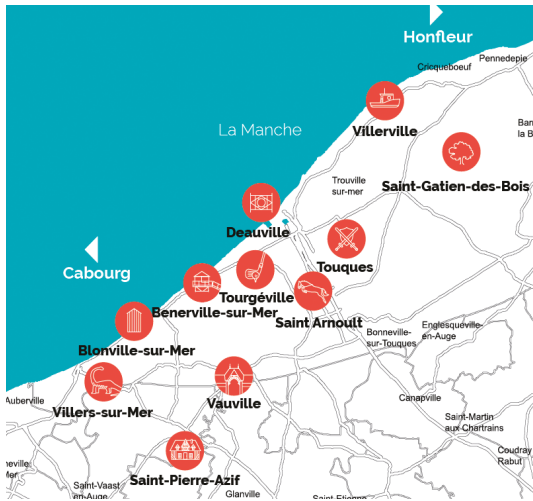 Honfleur
Pennedepie
Cricqueboeuf
Villerville
La Manche
Saint-Gatien-des-Bois
Trouville
sur-mer
Deauville
Touques
Cabourg
Tourgéville
Benerville-sur-Mer
Saint Arnoult
Englesqueville-
en-Auge
Bonneville-
sur-Touques
Blonville-sur-Mer
Villers-sur-Mer
Vauville
Auberville
Canapville
Saint-Martin
aux Chartrains
Coudray
Rabut
Saint-Pierre-Azif
Saint-Vaast
en-Auge
Glanville